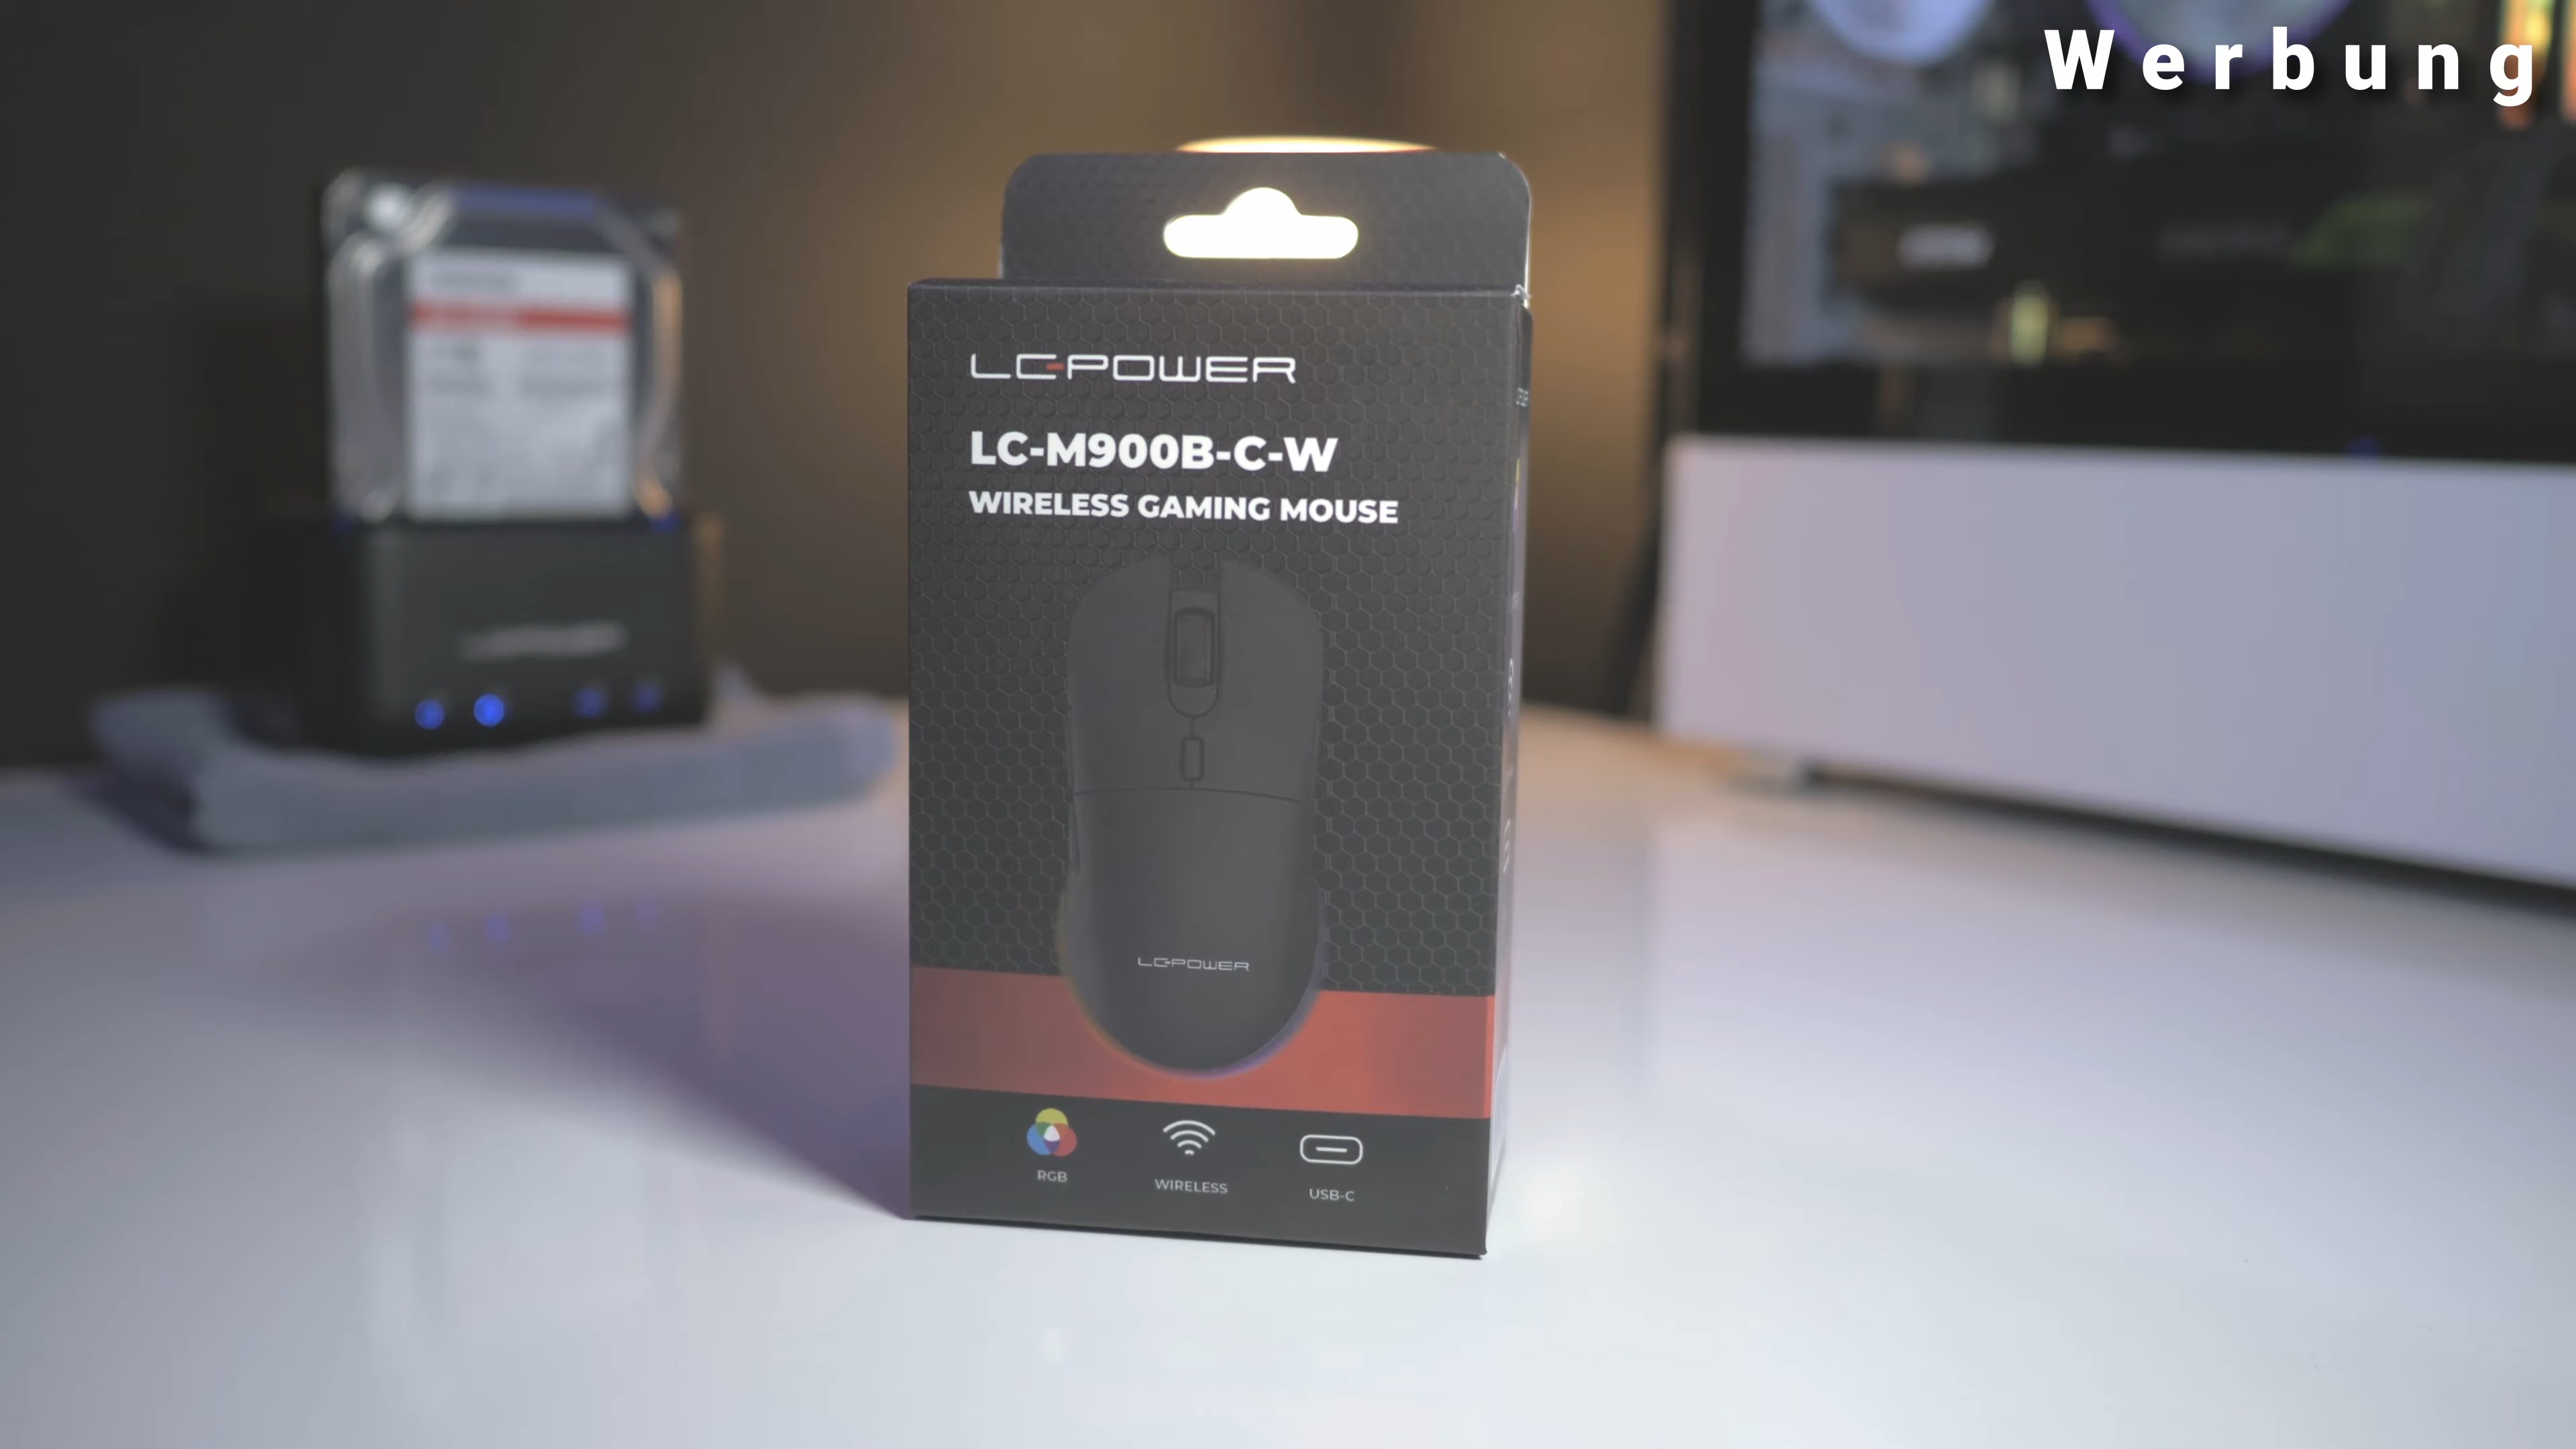 Werbung
LC-POWER
LC-M900B-C-W
WIRELESS GAMING MOUSE
LC-POWER
RGB
WIRELESS
USB-C